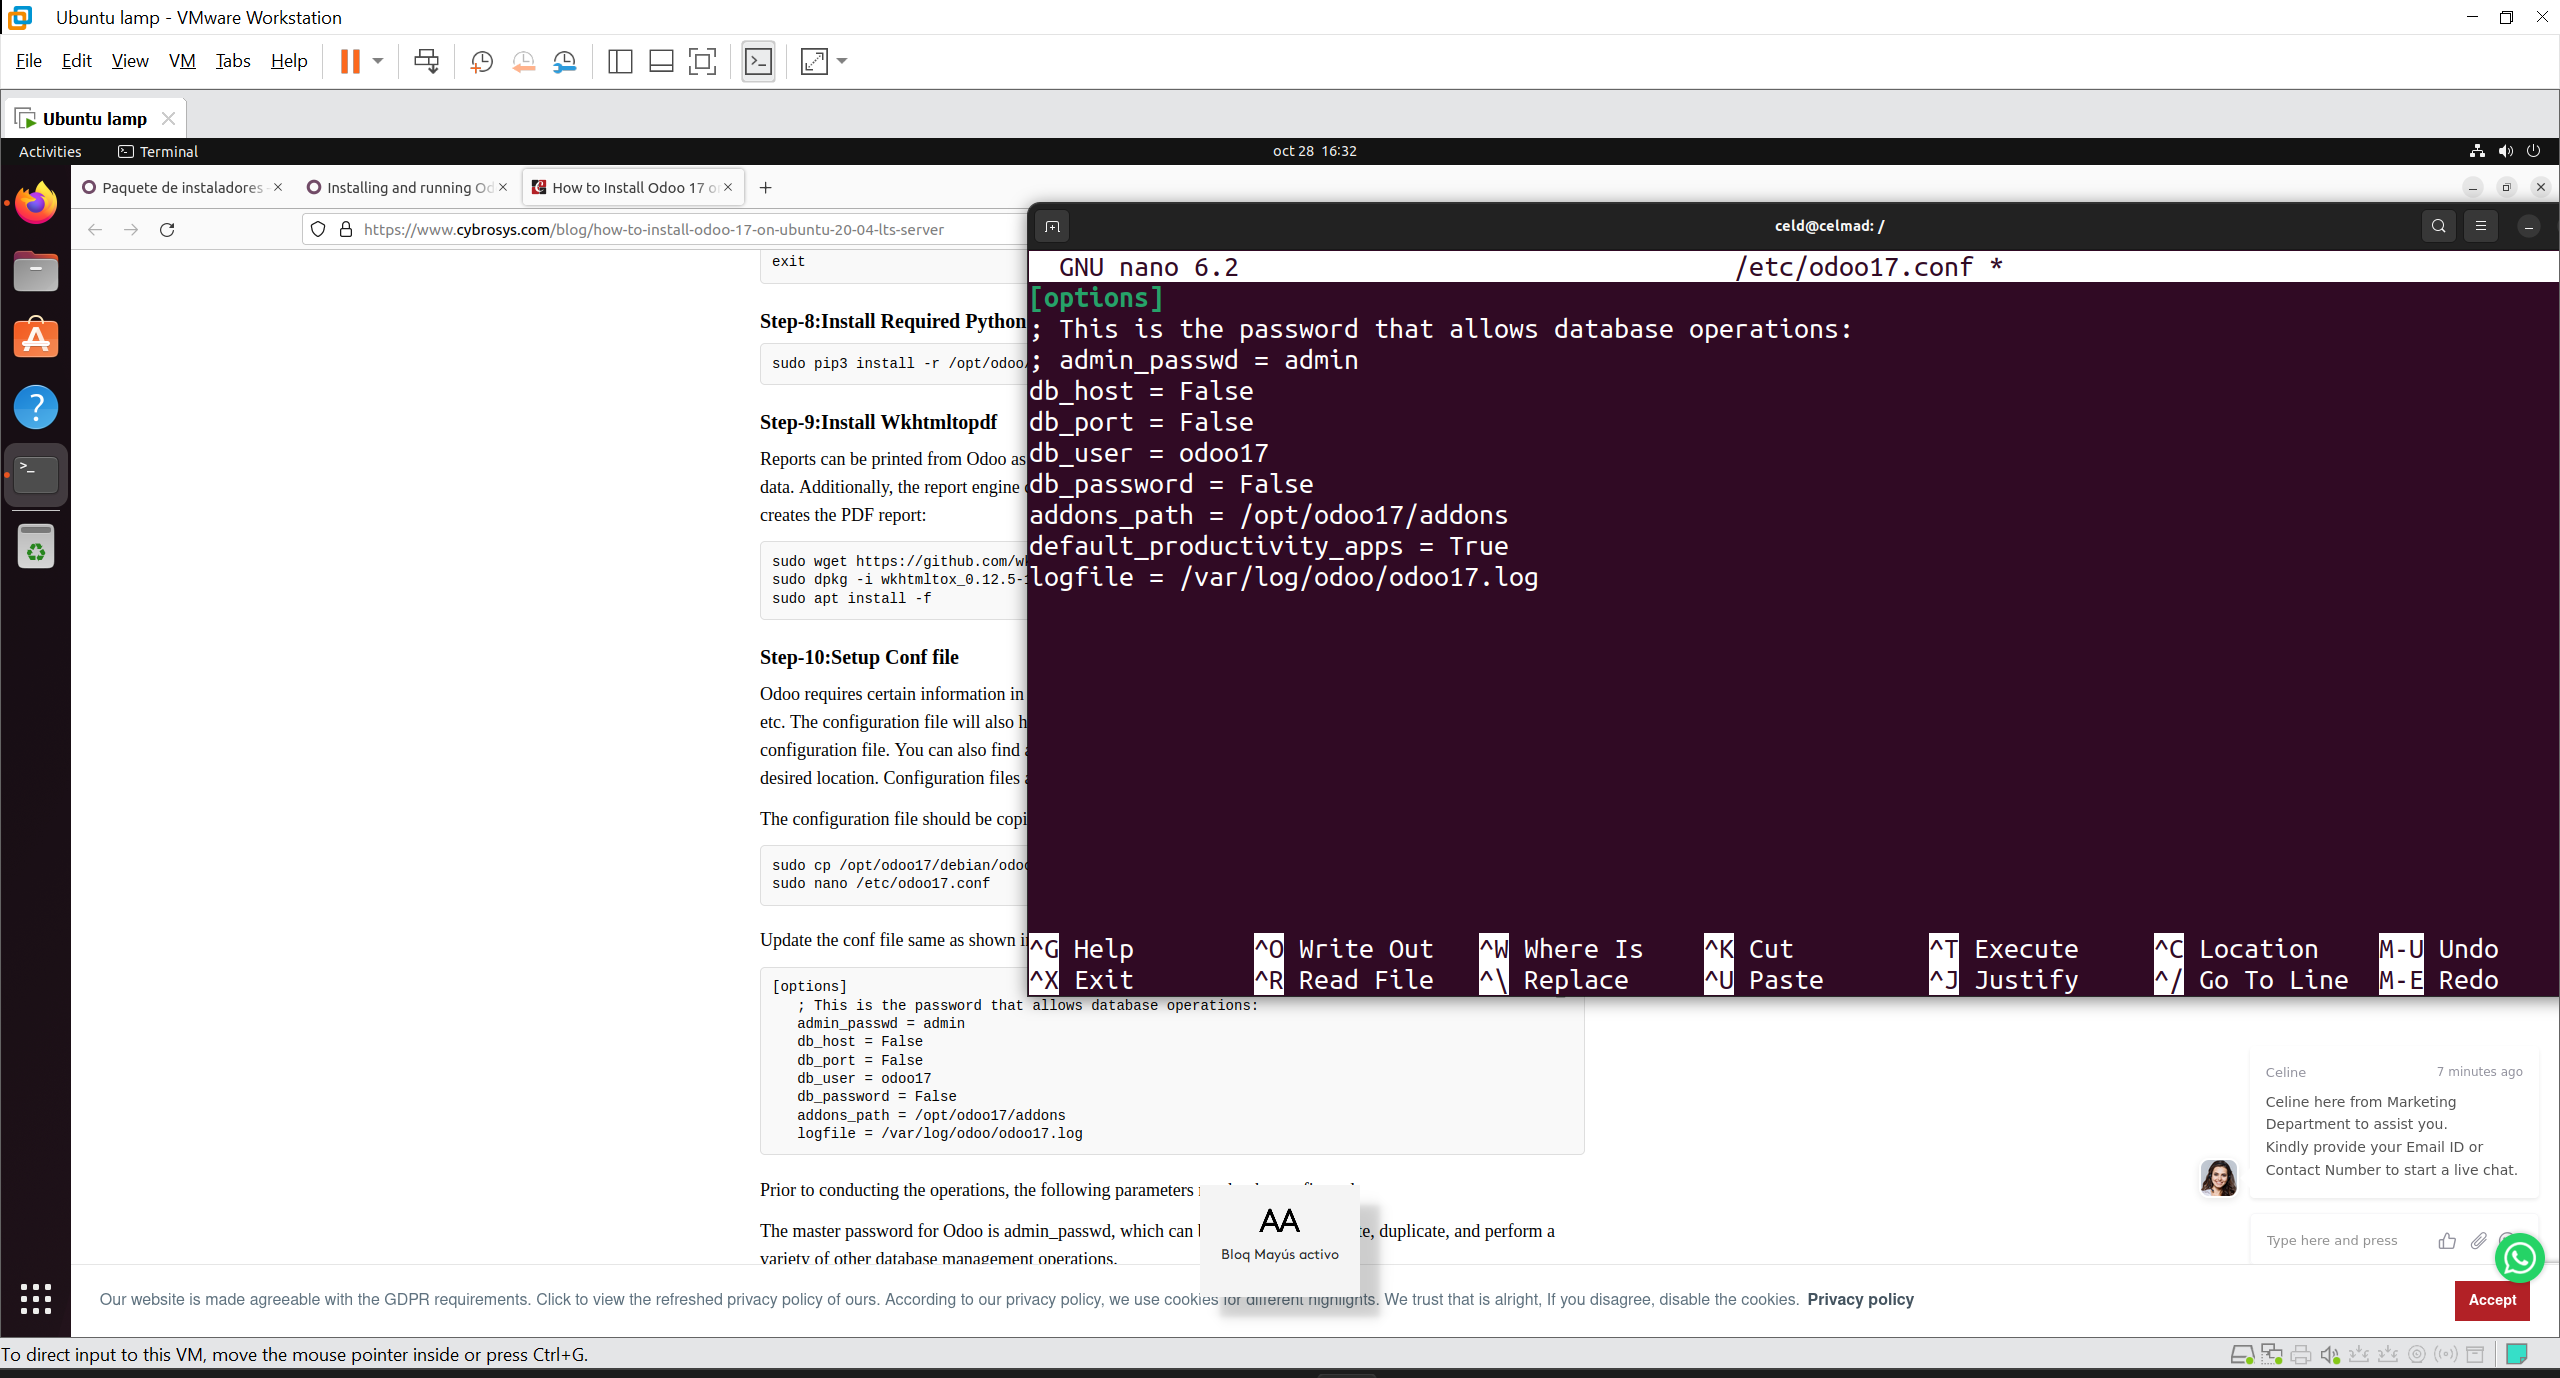 Ubuntu lamp - VMware Workstation
File Edit View VM Tabs Help
Ubuntu lamp
Activities Terminal oct 28 16:32
Paquete de instaladores Installing and running Od How to Install Odoo 17 o
https://www.cybrosys.com/blog/how-to-install-odoo-17-on-ubuntu-20-04-lts-server
exit
Step-8:Install Required Python
sudo pip3 install -r /opt/odoo
Step-9:Install Wkhtmltopdf
Reports can be printed from Odoo as
data. Additionally, the report engine
creates the PDF report:
sudo wget https://github.com/w
sudo dpkg -i wkhtmltox_0.12.5-
sudo apt install -f
Step-10:Setup Conf file
Odoo requires certain information in
etc. The configuration file will also
configuration file. You can also find
desired location. Configuration files
The configuration file should be copi
sudo cp /opt/odoo17/debian/odoo
sudo nano /etc/odoo17.conf
Update the conf file same as shown i
[options]
; This is the password that allows database operations:
admin_passwd = admin
db_host = False
db_port = False
db_user = odoo17
db_password = False
addons_path = /opt/odoo17/addons
logfile = /var/log/odoo/odoo17.log
Prior to conducting the operations, the following parameters
The master password for Odoo is admin_passwd, which can duplicate, and perform a
variety of other database management operations.
celd@celmad: /
GNU nano 6.2 /etc/odoo17.conf *
[options]
; This is the password that allows database operations:
; admin_passwd = admin
db_host = False
db_port = False
db_user = odoo17
db_password = False
addons_path = /opt/odoo17/addons
default_productivity_apps = True
logfile = /var/log/odoo/odoo17.log
^G Help ^O Write Out ^W Where Is ^K Cut ^T Execute ^C Location M-U Undo
^X Exit ^R Read File ^\ Replace ^U Paste ^J Justify ^/ Go To Line M-E Redo
Celine 7 minutes ago
Celine here from Marketing
Department to assist you.
Kindly provide your Email ID or
Contact Number to start a live chat.
Type here and press
AA
Bloq Mayús activo
Our website is made agreeable with the GDPR requirements. Click to view the refreshed privacy policy of ours. According to our privacy policy, we use cookies for different highlights. We trust that is alright, If you disagree, disable the cookies. Privacy policy
Accept
To direct input to this VM, move the mouse pointer inside or press Ctrl+G.